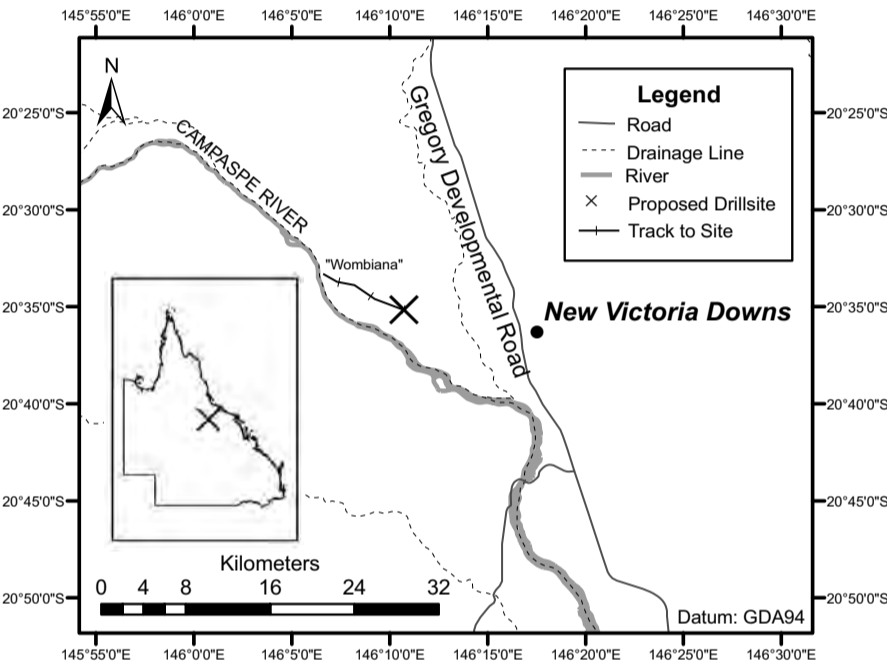 145°55'0"E 146°0'0"E 146°5'0"E 146°10'0"E 146°15'0"E 146°20'0"E 146°25'0"E 146°30'0"E
N
Legend
Road
Drainage Line
River
Proposed Drillsite
Track to Site
20°25'0"S 20°25'0"S
CAMPASPE RIVER
Gregory Developmental Road
20°30'0"S 20°30'0"S
"Wombiana"
20°35'0"S 20°35'0"S
New Victoria Downs
20°40'0"S 20°40'0"S
20°45'0"S 20°45'0"S
Kilometers
0 4 8 16 24 32
20°50'0"S 20°50'0"S
Datum: GDA94
145°55'0"E 146°0'0"E 146°5'0"E 146°10'0"E 146°15'0"E 146°20'0"E 146°25'0"E 146°30'0"E